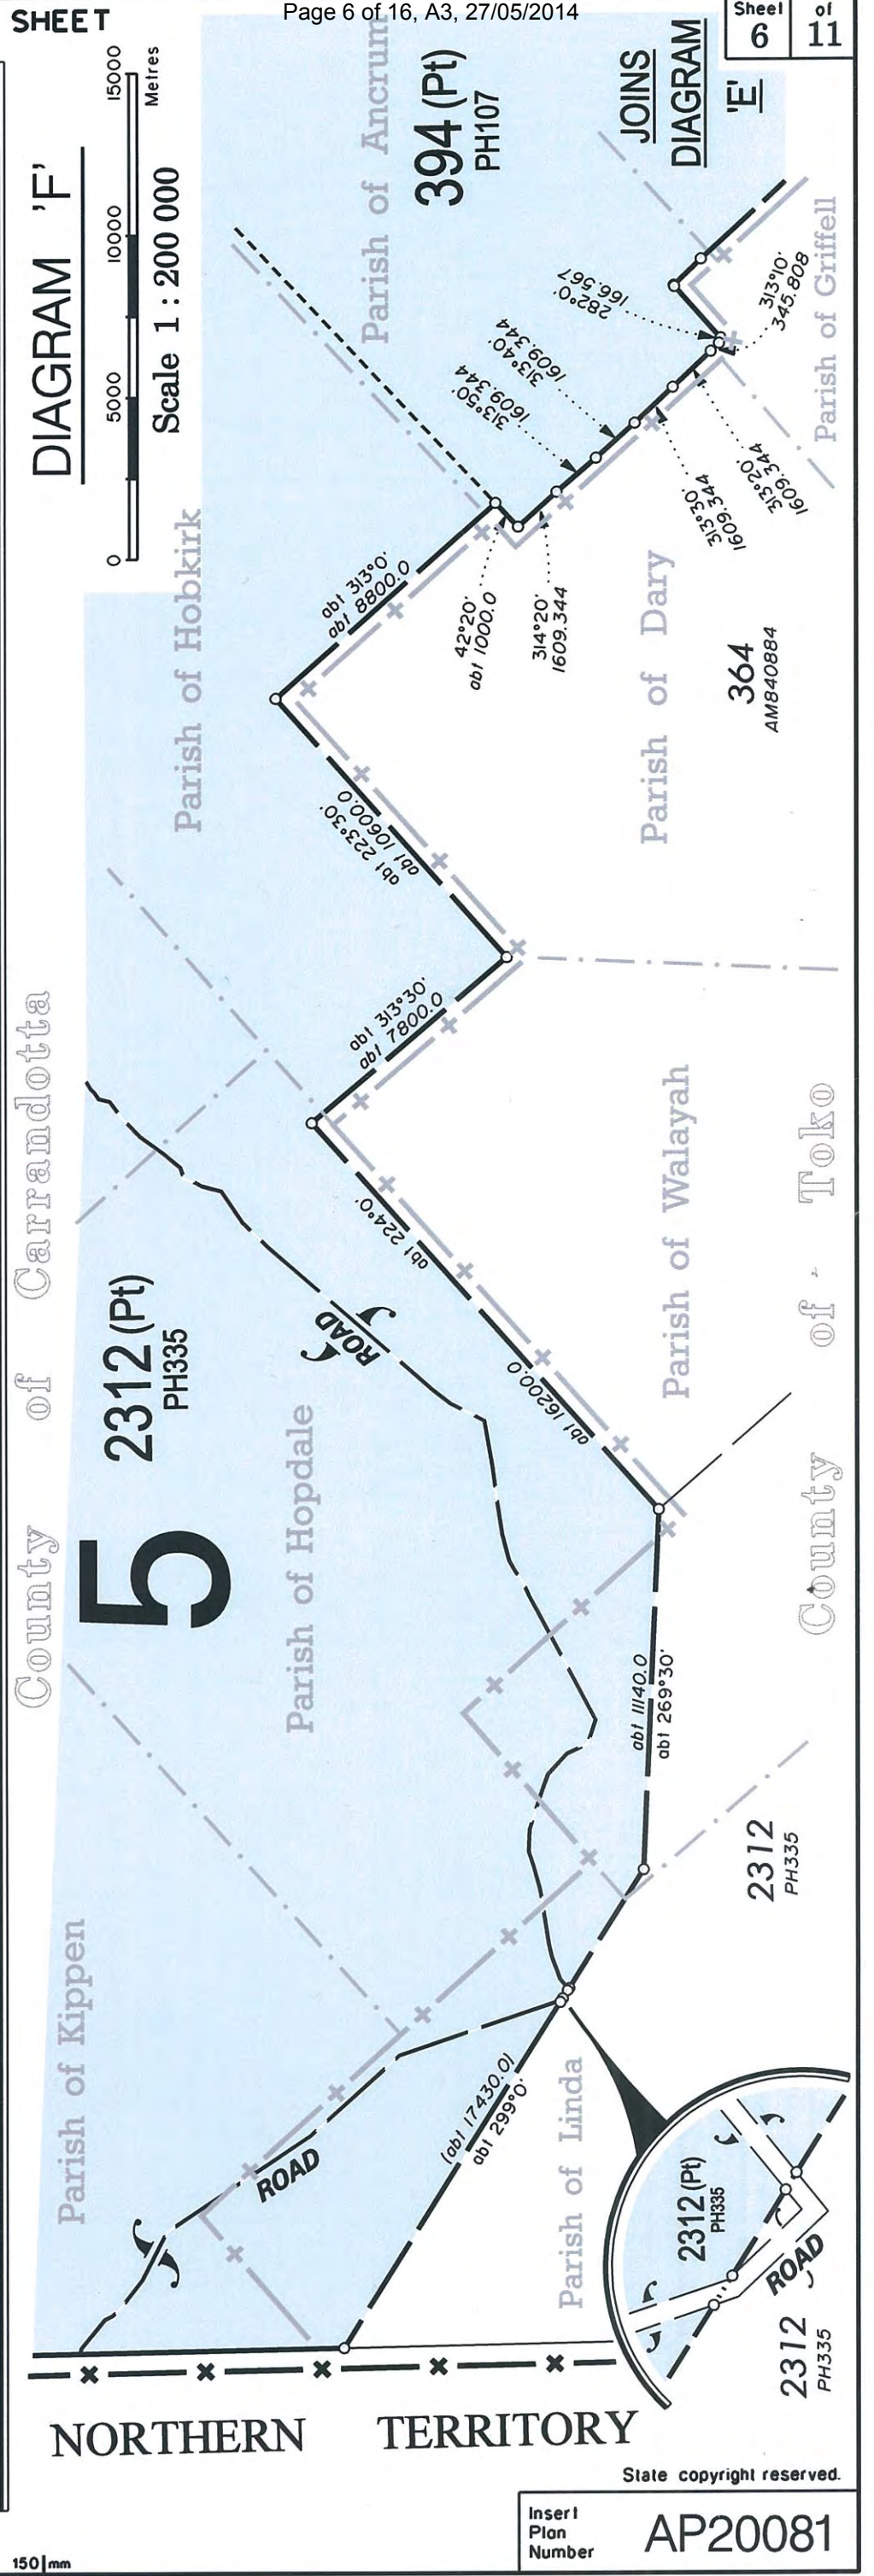 SHEET
Page 6 of 16, A3, 27/05/2014
Sheet 6 of 11
DIAGRAM 'F'
0 5000 10000 15000 Metres
Scale 1 : 200 000
JOINS
DIAGRAM
'E'
394 (Pt)
PH107
Parish of Ancrum
Parish of Griffell
282°0'
166.567
313°10'
345.808
313°40'
1609.344
313°50'
1609.344
313°20'
1609.344
313°30'
1609.344
314°20'
1609.344
42°20'
abt 1000.0
abt 313°0'
abt 8800.0
Parish of Hobkirk
Parish of Dary
364
AM840884
abt 223°30'
abt 10600.0
abt 313°30'
abt 7800.0
County of Carrandotta
Parish of Walayah
County of Toko
abt 224°0'
abt 16200.0
ROAD
2312 (Pt)
PH335
5
Parish of Hopdale
abt 11140.0
abt 269°30'
2312
PH335
Parish of Kippen
ROAD
(abt 17430.0)
abt 299°0'
Parish of Linda
2312 (Pt)
PH335
ROAD
2312
PH335
NORTHERN TERRITORY
State copyright reserved.
Insert
Plan
Number
AP20081
150 mm